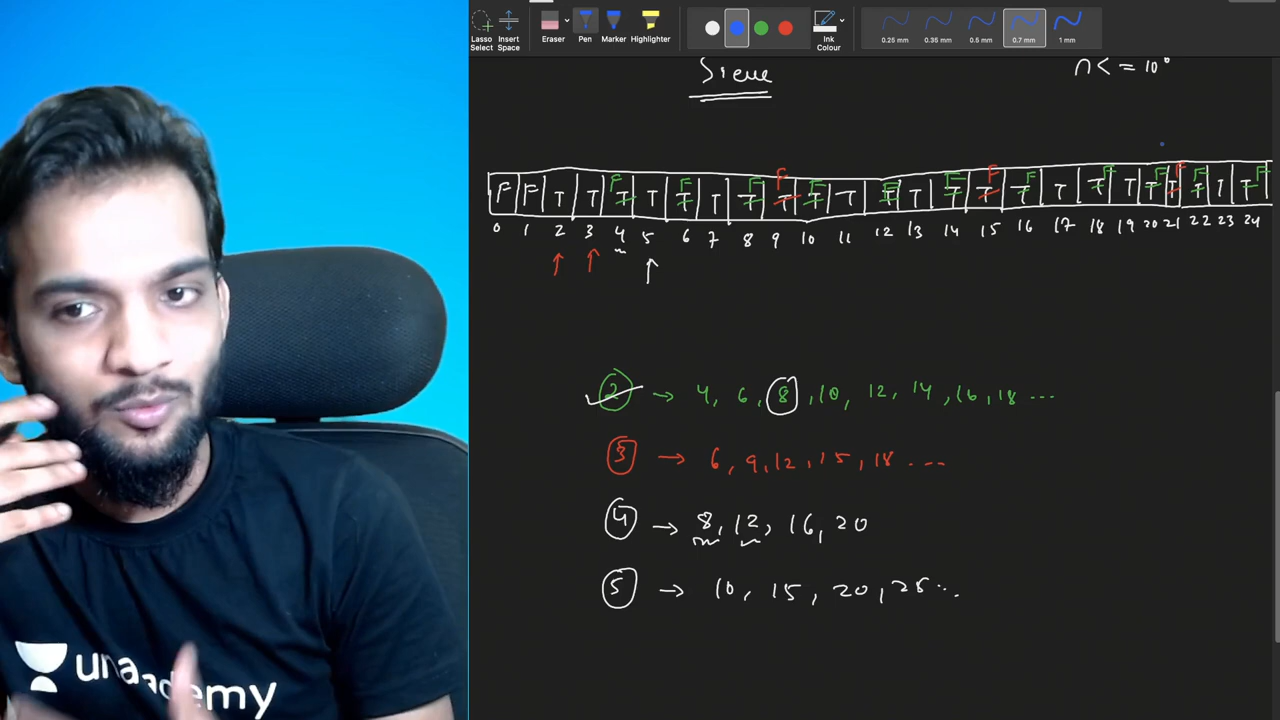 Lasso Select
Insert Space
Eraser
Pen
Marker
Highlighter
Ink Colour
0.25 mm
0.35 mm
0.5 mm
0.7 mm
1 mm
Sieve
n <= 10⁶
F F T T F T F T F F F T F T F F F T F T F F F T F
T T T T T T T T T T T T T T
0 1 2 3 4 5 6 7 8 9 10 11 12 13 14 15 16 17 18 19 20 21 22 23 24
2 → 4, 6, 8, 10, 12, 14, 16, 18 ...
3 → 6, 9, 12, 15, 18 ....
4 → 8, 12, 16, 20
5 → 10, 15, 20, 25 ...
unacademy